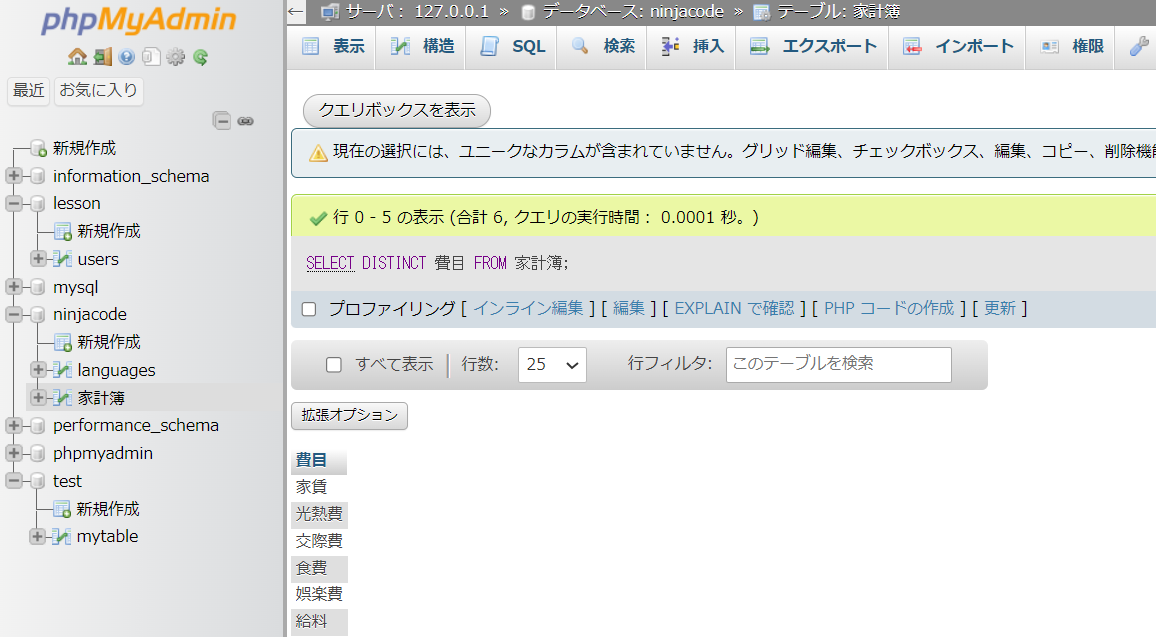 phpMyAdmin
最近 お気に入り
新規作成
information_schema
lesson
新規作成
users
mysql
ninjacode
新規作成
languages
家計簿
performance_schema
phpmyadmin
test
新規作成
mytable
サーバ: 127.0.0.1 » データベース: ninjacode » テーブル: 家計簿
表示 構造 SQL 検索 挿入 エクスポート インポート 権限
クエリボックスを表示
現在の選択には、ユニークなカラムが含まれていません。グリッド編集、チェックボックス、編集、コピー、削除機
行 0 - 5 の表示 (合計 6, クエリの実行時間： 0.0001 秒。)
SELECT DISTINCT 費目 FROM 家計簿;
プロファイリング [ インライン編集 ] [ 編集 ] [ EXPLAIN で確認 ] [ PHP コードの作成 ] [ 更新 ]
すべて表示 行数: 25 行フィルタ: このテーブルを検索
拡張オプション
費目
家賃
光熱費
交際費
食費
娯楽費
給料